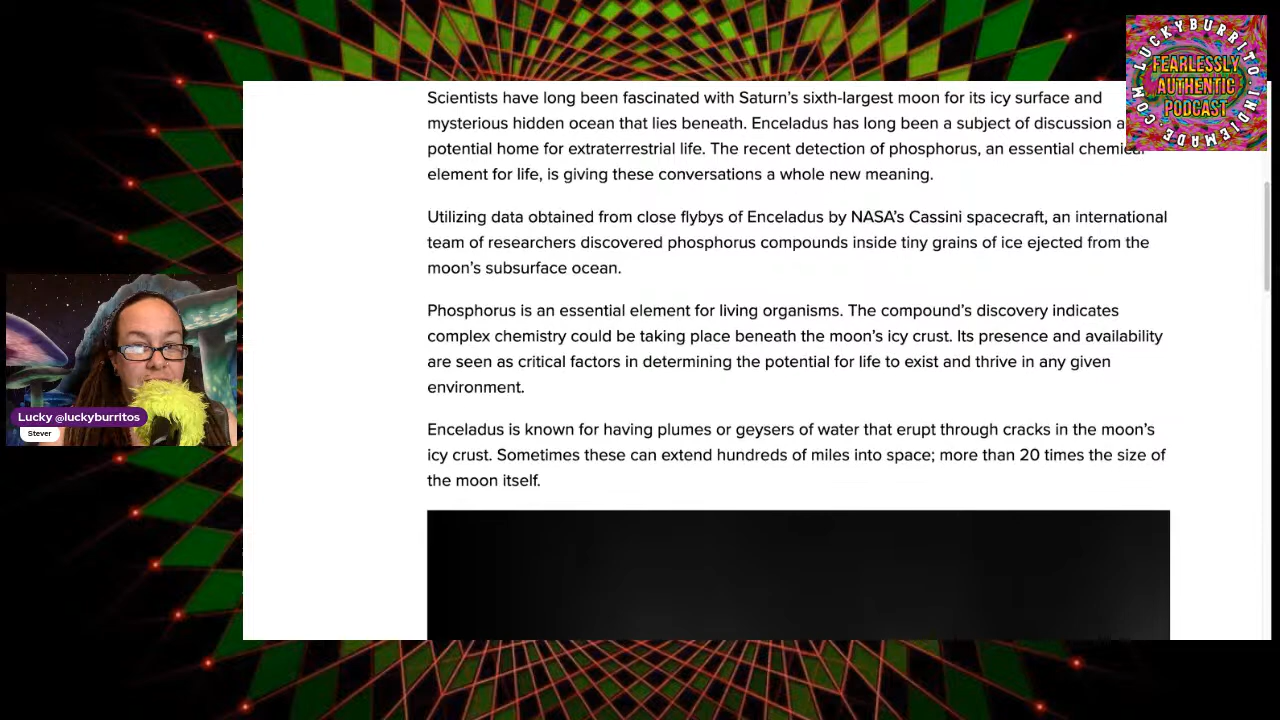 Scientists have long been fascinated with Saturn's sixth-largest moon for its icy surface and
mysterious hidden ocean that lies beneath. Enceladus has long been a subject of discussion a
potential home for extraterrestrial life. The recent detection of phosphorus, an essential chemical
element for life, is giving these conversations a whole new meaning.
Utilizing data obtained from close flybys of Enceladus by NASA's Cassini spacecraft, an international
team of researchers discovered phosphorus compounds inside tiny grains of ice ejected from the
moon's subsurface ocean.
Phosphorus is an essential element for living organisms. The compound's discovery indicates
complex chemistry could be taking place beneath the moon's icy crust. Its presence and availability
are seen as critical factors in determining the potential for life to exist and thrive in any given
environment.
Enceladus is known for having plumes or geysers of water that erupt through cracks in the moon's
icy crust. Sometimes these can extend hundreds of miles into space; more than 20 times the size of
the moon itself.
LUCKYBURRITO.INDIEMADE.COM
FEARLESSLY
AUTHENTIC
PODCAST
Lucky @luckyburritos
Stever